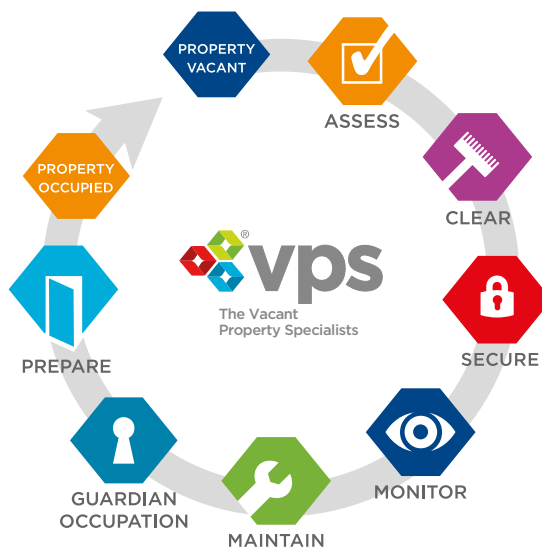 PROPERTY
VACANT
ASSESS
CLEAR
SECURE
MONITOR
MAINTAIN
GUARDIAN
OCCUPATION
PREPARE
PROPERTY
OCCUPIED
vps®
The Vacant
Property Specialists